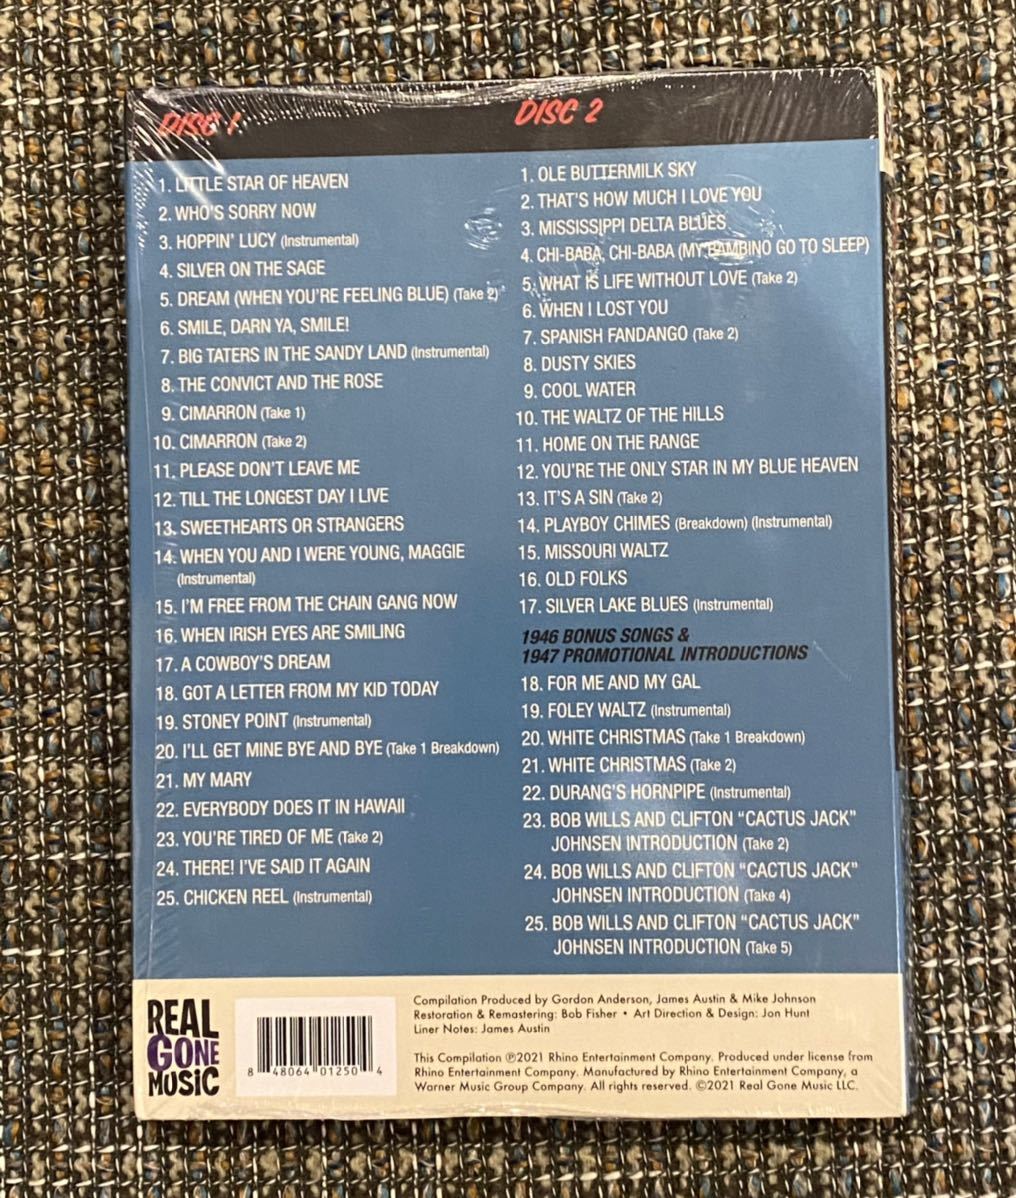 DISC 1
1. LITTLE STAR OF HEAVEN
2. WHO'S SORRY NOW
3. HOPPIN' LUCY (Instrumental)
4. SILVER ON THE SAGE
5. DREAM (WHEN YOU'RE FEELING BLUE) (Take 2)
6. SMILE, DARN YA, SMILE!
7. BIG TATERS IN THE SANDY LAND (Instrumental)
8. THE CONVICT AND THE ROSE
9. CIMARRON (Take 1)
10. CIMARRON (Take 2)
11. PLEASE DON'T LEAVE ME
12. TILL THE LONGEST DAY I LIVE
13. SWEETHEARTS OR STRANGERS
14. WHEN YOU AND I WERE YOUNG, MAGGIE
(Instrumental)
15. I'M FREE FROM THE CHAIN GANG NOW
16. WHEN IRISH EYES ARE SMILING
17. A COWBOY'S DREAM
18. GOT A LETTER FROM MY KID TODAY
19. STONEY POINT (Instrumental)
20. I'LL GET MINE BYE AND BYE (Take 1 Breakdown)
21. MY MARY
22. EVERYBODY DOES IT IN HAWAII
23. YOU'RE TIRED OF ME (Take 2)
24. THERE! I'VE SAID IT AGAIN
25. CHICKEN REEL (Instrumental)
DISC 2
1. OLE BUTTERMILK SKY
2. THAT'S HOW MUCH I LOVE YOU
3. MISSISSIPPI DELTA BLUES
4. CHI-BABA, CHI-BABA (MY BAMBINO GO TO SLEEP)
5. WHAT IS LIFE WITHOUT LOVE (Take 2)
6. WHEN I LOST YOU
7. SPANISH FANDANGO (Take 2)
8. DUSTY SKIES
9. COOL WATER
10. THE WALTZ OF THE HILLS
11. HOME ON THE RANGE
12. YOU'RE THE ONLY STAR IN MY BLUE HEAVEN
13. IT'S A SIN (Take 2)
14. PLAYBOY CHIMES (Breakdown) (Instrumental)
15. MISSOURI WALTZ
16. OLD FOLKS
17. SILVER LAKE BLUES (Instrumental)
1946 BONUS SONGS &
1947 PROMOTIONAL INTRODUCTIONS
18. FOR ME AND MY GAL
19. FOLEY WALTZ (Instrumental)
20. WHITE CHRISTMAS (Take 1 Breakdown)
21. WHITE CHRISTMAS (Take 2)
22. DURANG'S HORNPIPE (Instrumental)
23. BOB WILLS AND CLIFTON "CACTUS JACK"
JOHNSEN INTRODUCTION (Take 2)
24. BOB WILLS AND CLIFTON "CACTUS JACK"
JOHNSEN INTRODUCTION (Take 4)
25. BOB WILLS AND CLIFTON "CACTUS JACK"
JOHNSEN INTRODUCTION (Take 5)
REAL
GONE
MUSIC
8 48064 01250 4
Compilation Produced by Gordon Anderson, James Austin & Mike Johnson
Restoration & Remastering: Bob Fisher • Art Direction & Design: Jon Hunt
Liner Notes: James Austin
This Compilation ℗2021 Rhino Entertainment Company. Produced under license from
Rhino Entertainment Company. Manufactured by Rhino Entertainment Company, a
Warner Music Group Company. All rights reserved. ©2021 Real Gone Music LLC.